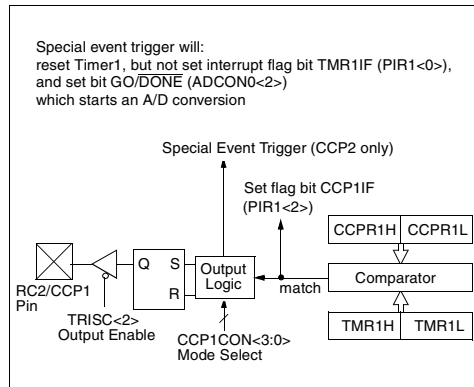 Special event trigger will:
reset Timer1, but not set interrupt flag bit TMR1IF (PIR1<0>),
and set bit GO/DONE (ADCON0<2>)
which starts an A/D conversion
Special Event Trigger (CCP2 only)
Set flag bit CCP1IF
(PIR1<2>)
CCPR1H CCPR1L
Q S Output
R Logic
match
Comparator
RC2/CCP1
Pin
TRISC<2>
Output Enable
CCP1CON<3:0>
Mode Select
TMR1H TMR1L